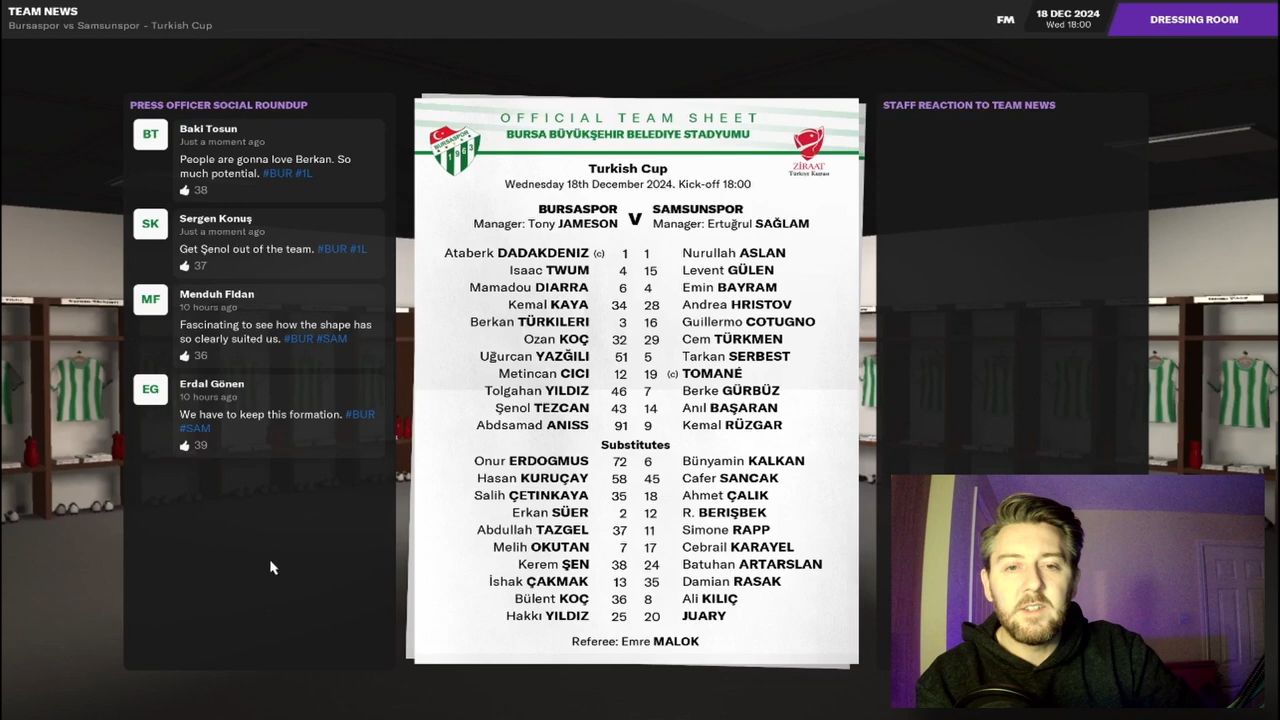 TEAM NEWS
Bursaspor vs Samsunspor - Turkish Cup
FM
18 DEC 2024
Wed 18:00
DRESSING ROOM
PRESS OFFICER SOCIAL ROUNDUP
BT
Baki Tosun
Just a moment ago
People are gonna love Berkan. So
much potential. #BUR #1L
38
SK
Sergen Konuş
Just a moment ago
Get Şenol out of the team. #BUR #1L
37
MF
Menduh Fidan
10 hours ago
Fascinating to see how the shape has
so clearly suited us. #BUR #SAM
36
EG
Erdal Gönen
10 hours ago
We have to keep this formation. #BUR
#SAM
39
OFFICIAL TEAM SHEET
BURSA BÜYÜKŞEHIR BELEDIYE STADYUMU
BURSASPOR
1963
ZİRAAT
Türkiye Kupası
Turkish Cup
Wednesday 18th December 2024. Kick-off 18:00
BURSASPOR V SAMSUNSPOR
Manager: Tony JAMESON Manager: Ertuğrul SAĞLAM
Ataberk DADAKDENIZ (c) 1 1 Nurullah ASLAN
Isaac TWUM 4 15 Levent GÜLEN
Mamadou DIARRA 6 4 Emin BAYRAM
Kemal KAYA 34 28 Andrea HRISTOV
Berkan TÜRKILERI 3 16 Guillermo COTUGNO
Ozan KOÇ 32 29 Cem TÜRKMEN
Uğurcan YAZĞILI 51 5 Tarkan SERBEST
Metincan CICI 12 19 (c) TOMANÉ
Tolgahan YILDIZ 46 7 Berke GÜRBÜZ
Şenol TEZCAN 43 14 Anıl BAŞARAN
Abdsamad ANISS 91 9 Kemal RÜZGAR
Substitutes
Onur ERDOGMUS 72 6 Bünyamin KALKAN
Hasan KURUÇAY 58 45 Cafer SANCAK
Salih ÇETINKAYA 35 18 Ahmet ÇALIK
Erkan SÜER 2 12 R. BERIŞBEK
Abdullah TAZGEL 37 11 Simone RAPP
Melih OKUTAN 7 17 Cebrail KARAYEL
Kerem ŞEN 38 24 Batuhan ARTARSLAN
İshak ÇAKMAK 13 35 Damian RASAK
Bülent KOÇ 36 8 Ali KILIÇ
Hakkı YILDIZ 25 20 JUARY
Referee: Emre MALOK
STAFF REACTION TO TEAM NEWS